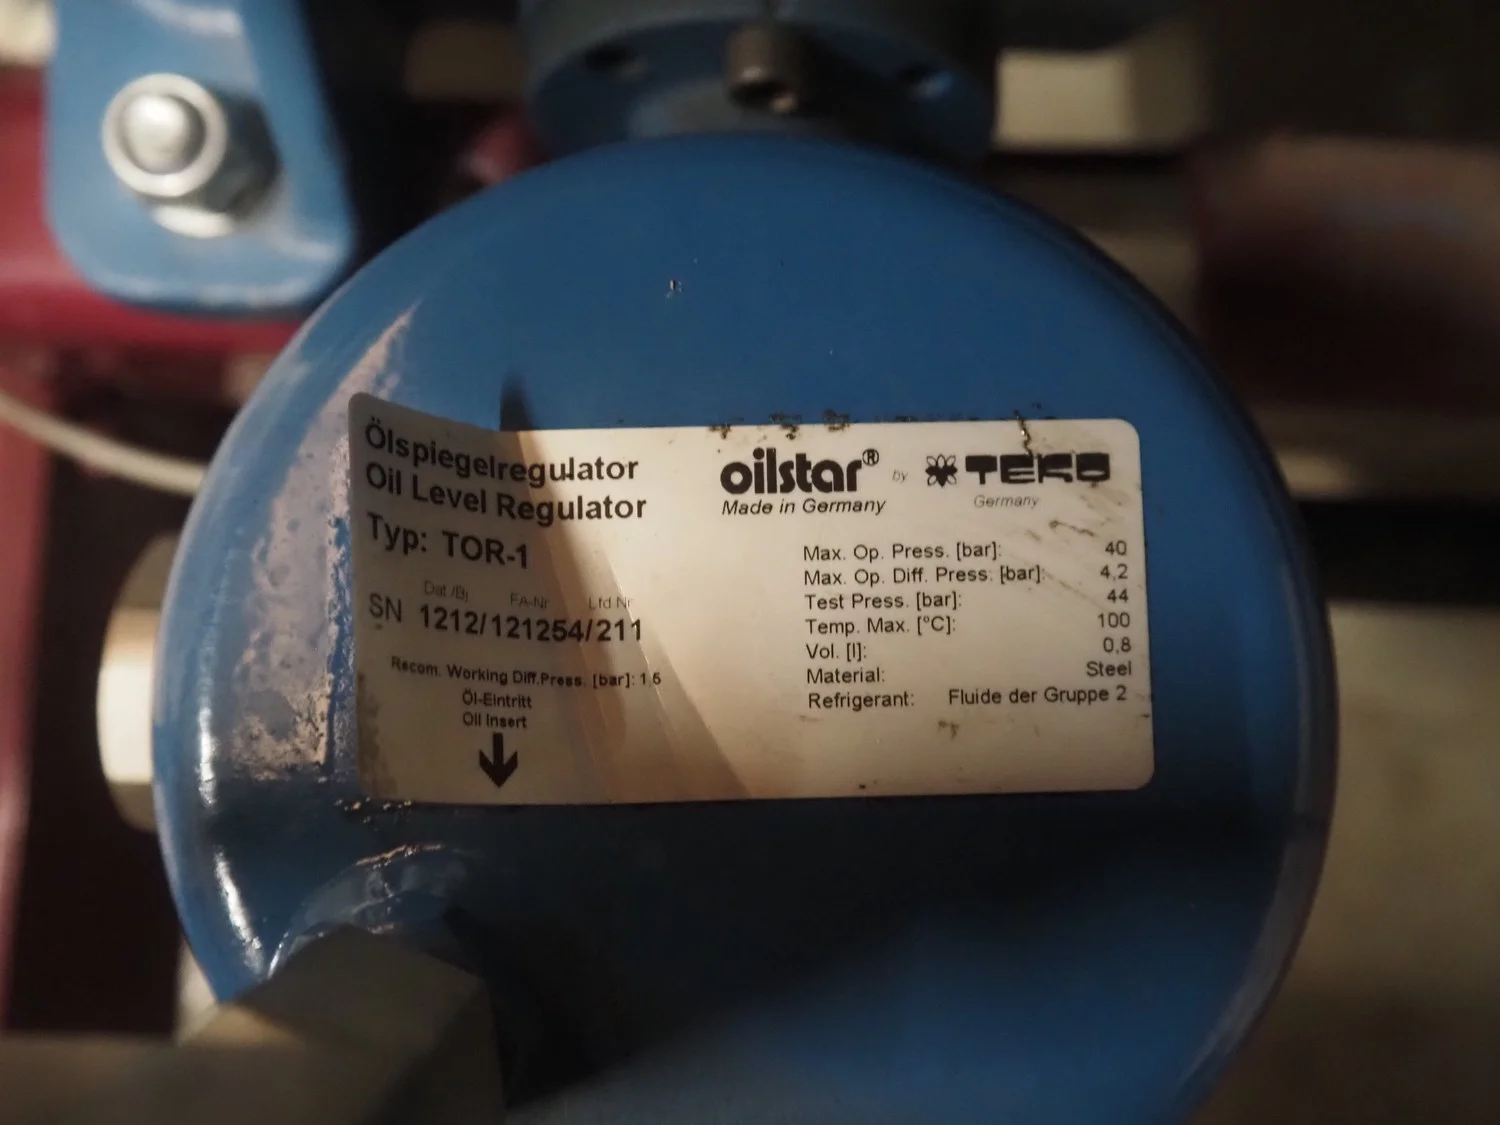 Ölspiegelregulator
Oil Level Regulator
Typ: TOR-1
Dat./Bj FA-Nr Lfd Nr
SN 1212/121254/211
Recom. Working Diff.Press. [bar]: 1,5
Öl-Eintritt
Oil Insert
oilstar® by TEKO
Made in Germany Germany
Max. Op. Press. [bar]: 40
Max. Op. Diff. Press. [bar]: 4,2
Test Press. [bar]: 44
Temp. Max. [°C]: 100
Vol. [l]: 0,8
Material: Steel
Refrigerant: Fluide der Gruppe 2